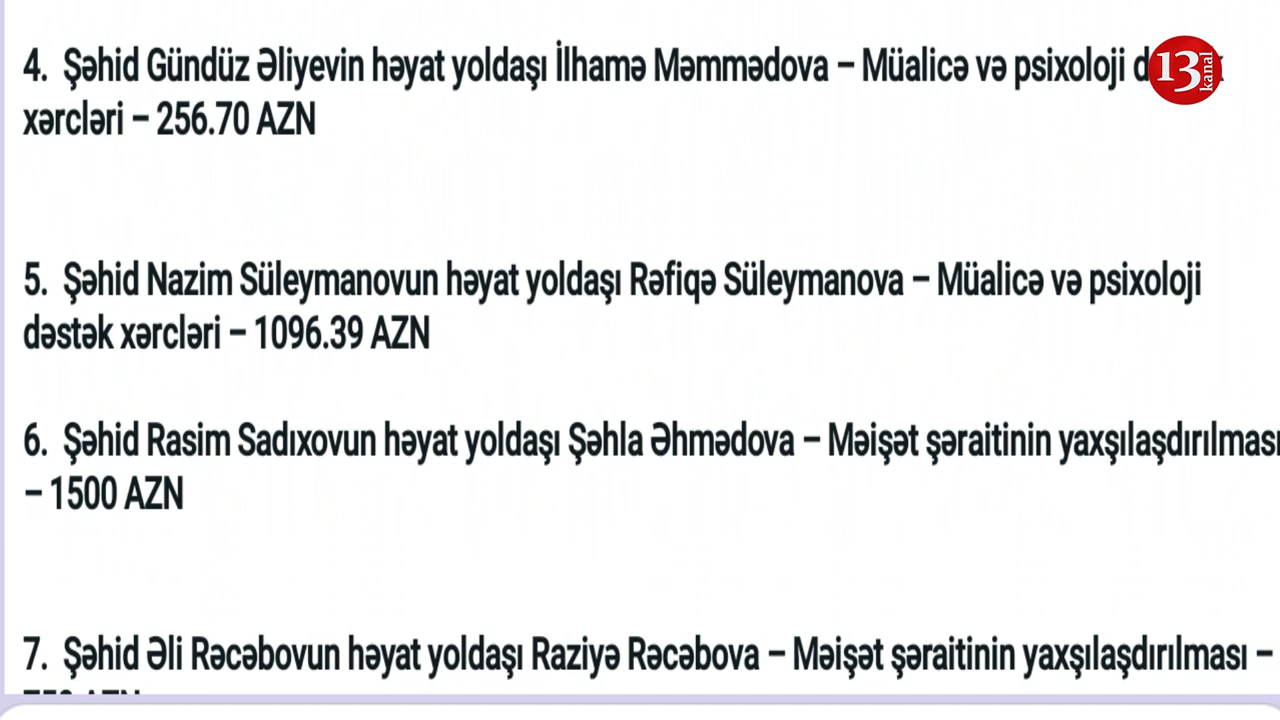 4. Şəhid Gündüz Əliyevin həyat yoldaşı İlhamə Məmmədova – Müalicə və psixoloji
13 kanal
xərcləri – 256.70 AZN
5. Şəhid Nazim Süleymanovun həyat yoldaşı Rəfiqə Süleymanova – Müalicə və psixoloji
dəstək xərcləri – 1096.39 AZN
6. Şəhid Rasim Sadıxovun həyat yoldaşı Şəhla Əhmədova – Məişət şəraitinin yaxşılaşdırılması
– 1500 AZN
7. Şəhid Əli Rəcəbovun həyat yoldaşı Raziyə Rəcəbova – Məişət şəraitinin yaxşılaşdırılması –